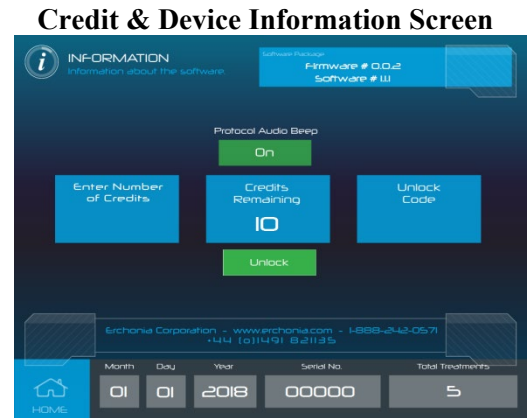 Credit & Device Information Screen
i
INFORMATION
Information about the software.
Software Package
Firmware # 0.0.2
Software # 1.1.1
Protocol Audio Beep
On
Enter Number
of Credits
Credits
Remaining
10
Unlock
Code
Unlock
Erchonia Corporation - www.erchonia.com - 1-888-242-0571
+44 (0)1491 821135
Month Day Year Serial No. Total Treatments
01 01 2018 00000 5
HOME